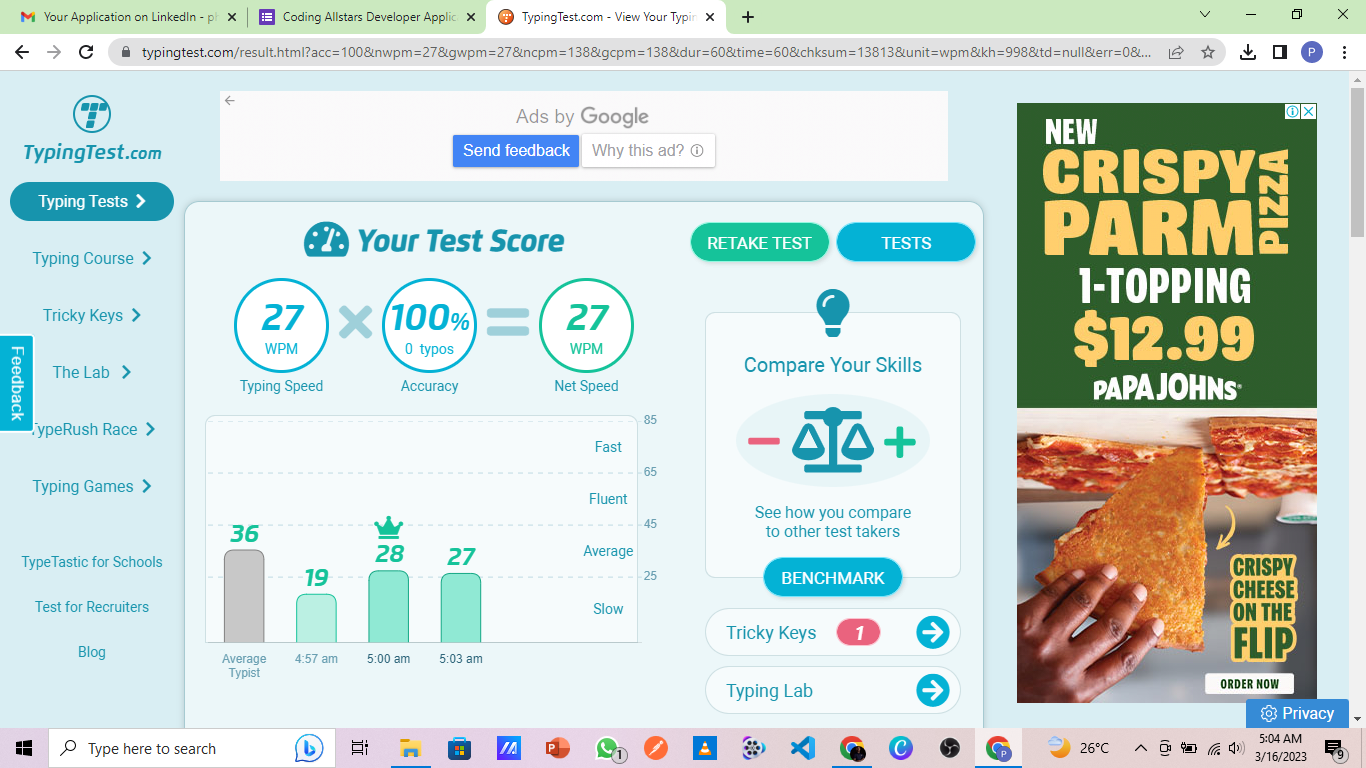 Your Application on LinkedIn - ph
Coding Allstars Developer Applic
TypingTest.com - View Your Typin
typingtest.com/result.html?acc=100&nwpm=27&gwpm=27&ncpm=138&gcpm=138&dur=60&time=60&chksum=13813&unit=wpm&kh=998&td=null&err=0&...
P
TypingTest.com
Typing Tests
Typing Course
Tricky Keys
The Lab
TypeRush Race
Typing Games
TypeTastic for Schools
Test for Recruiters
Blog
Feedback
Ads by Google
Send feedback
Why this ad?
Your Test Score
RETAKE TEST
TESTS
27
WPM
Typing Speed
100%
0 typos
Accuracy
27
WPM
Net Speed
85
Fast
65
Fluent
45
Average
25
Slow
36
19
28
27
Average
Typist
4:57 am
5:00 am
5:03 am
Compare Your Skills
See how you compare
to other test takers
BENCHMARK
Tricky Keys 1
Typing Lab
NEW
CRISPY
PARM
PIZZA
1-TOPPING
$12.99
PAPA JOHNS
CRISPY
CHEESE
ON THE
FLIP
ORDER NOW
Privacy
Type here to search
1
P
26°C
5:04 AM
3/16/2023
9